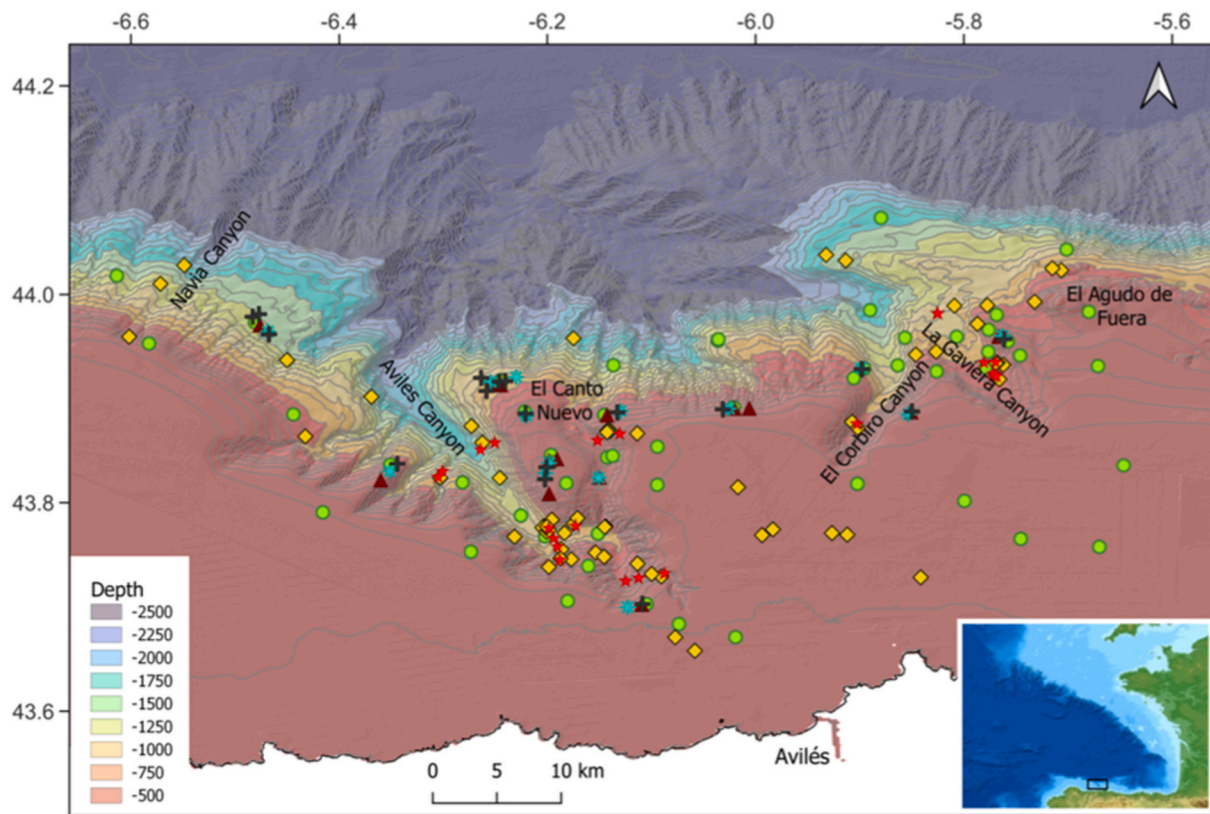 -6.6 -6.4 -6.2 -6.0 -5.8 -5.6
44.2
44.0
43.8
43.6
Navia Canyon
Aviles Canyon
El Canto
Nuevo
El Corbiro Canyon
La Gaviera Canyon
El Agudo de
Fuera
Depth
-2500
-2250
-2000
-1750
-1500
-1250
-1000
-750
-500
0 5 10 km
Avilés